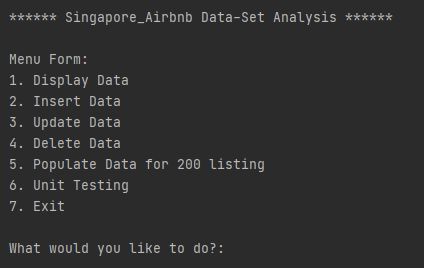 ****** Singapore_Airbnb Data-Set Analysis ******
Menu Form:
1. Display Data
2. Insert Data
3. Update Data
4. Delete Data
5. Populate Data for 200 listing
6. Unit Testing
7. Exit
What would you like to do?: